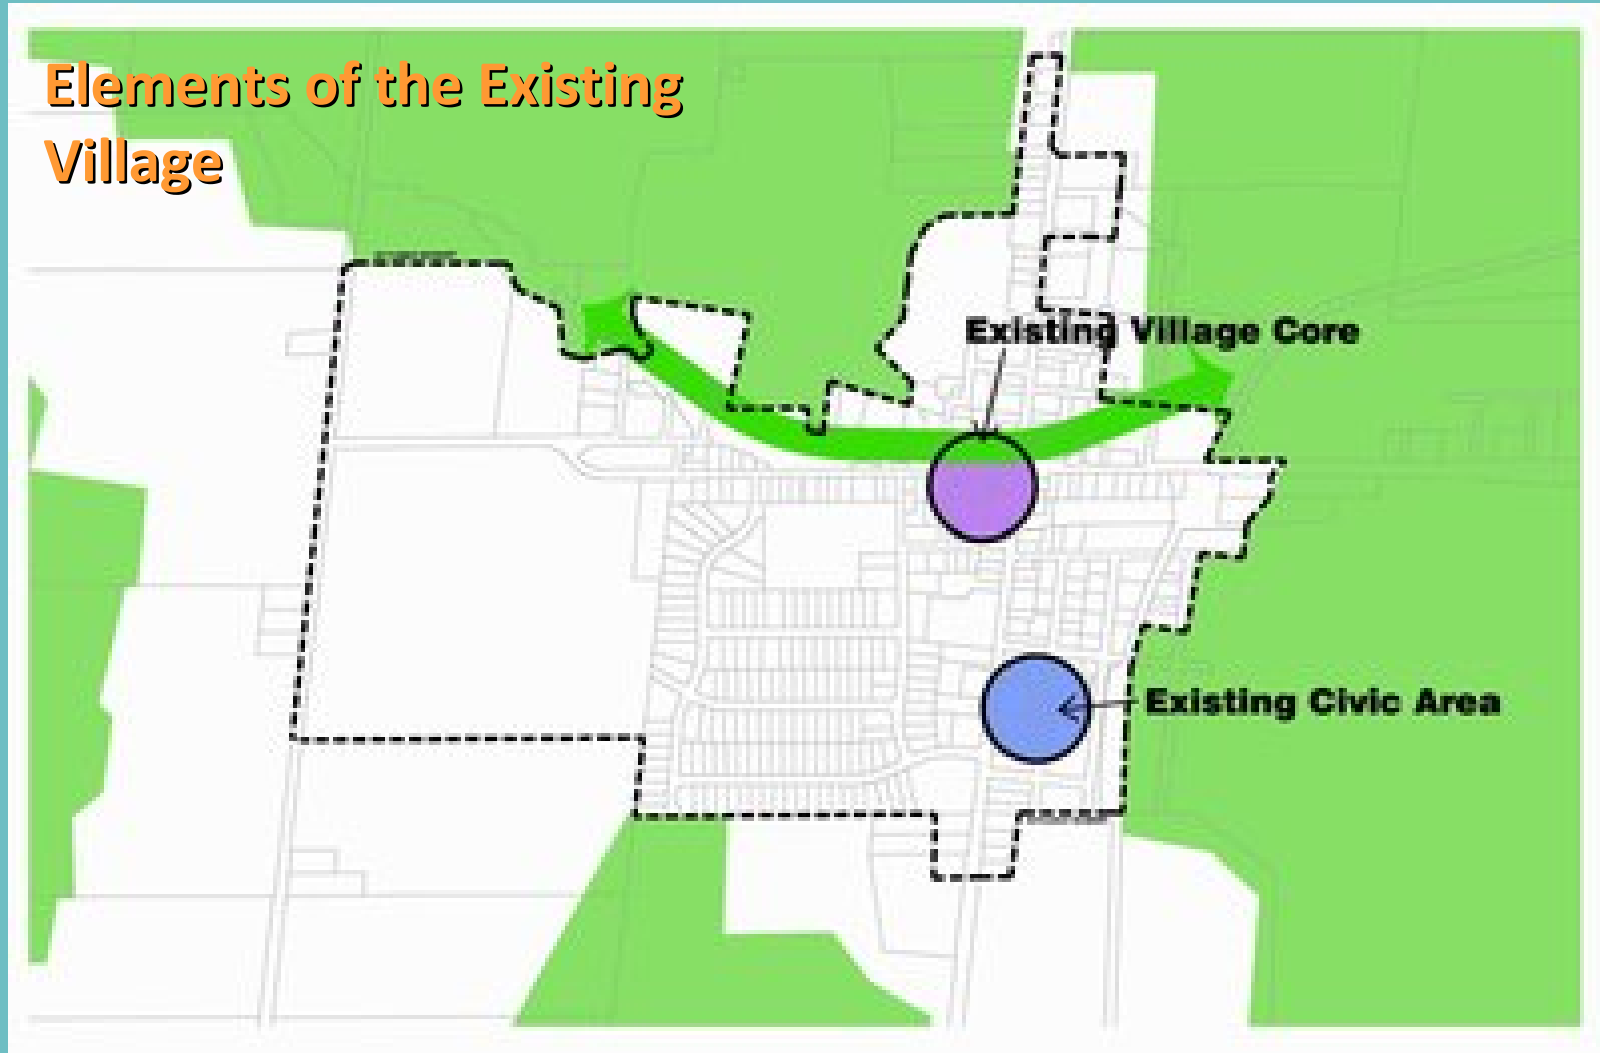 Elements of the Existing
Village
Existing Village Core
Existing Civic Area